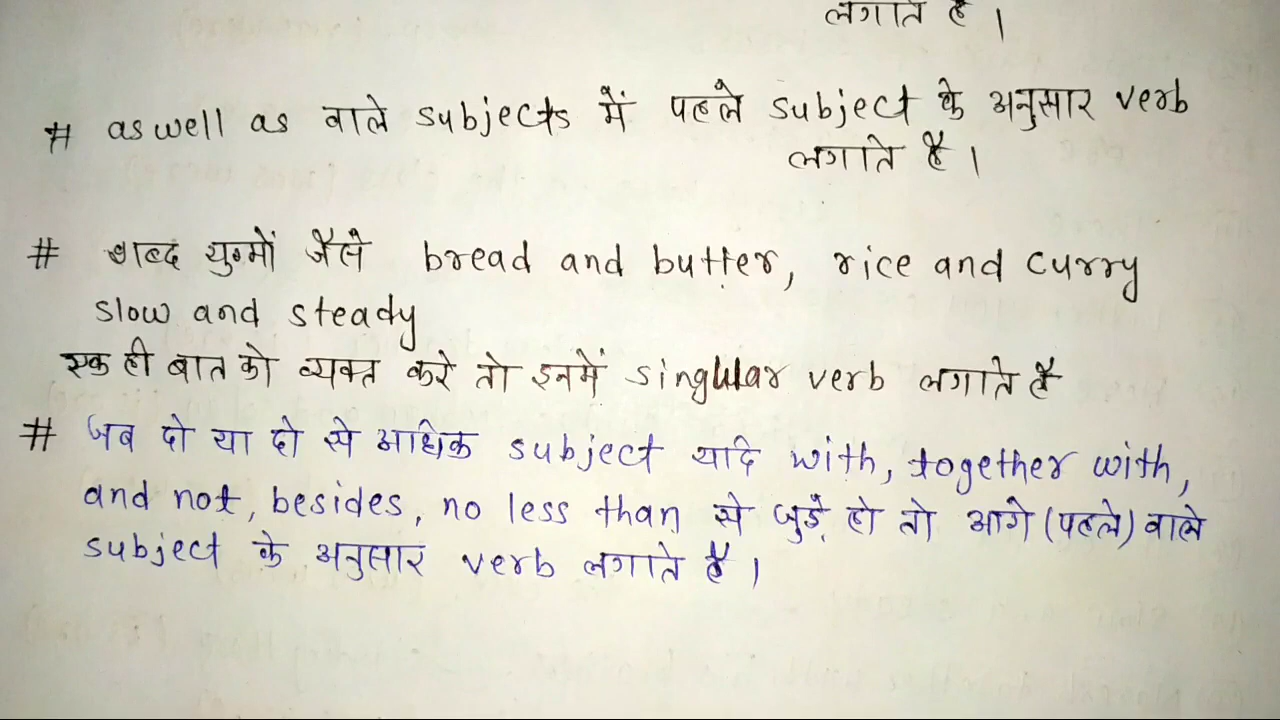 लगाते है ।
# as well as वाले subjects में पहले subject के अनुसार verb
लगाते है ।
# शब्द युग्मों जैसे bread and butter, rice and curry
slow and steady
एक ही बात को व्यक्त करे तो इनमें singular verb लगाते है
# जब दो या दो से अधिक subject यदि with, together with,
and not, besides, no less than से जुड़े हो तो आगे (पहले) वाले
subject के अनुसार verb लगाते है ।